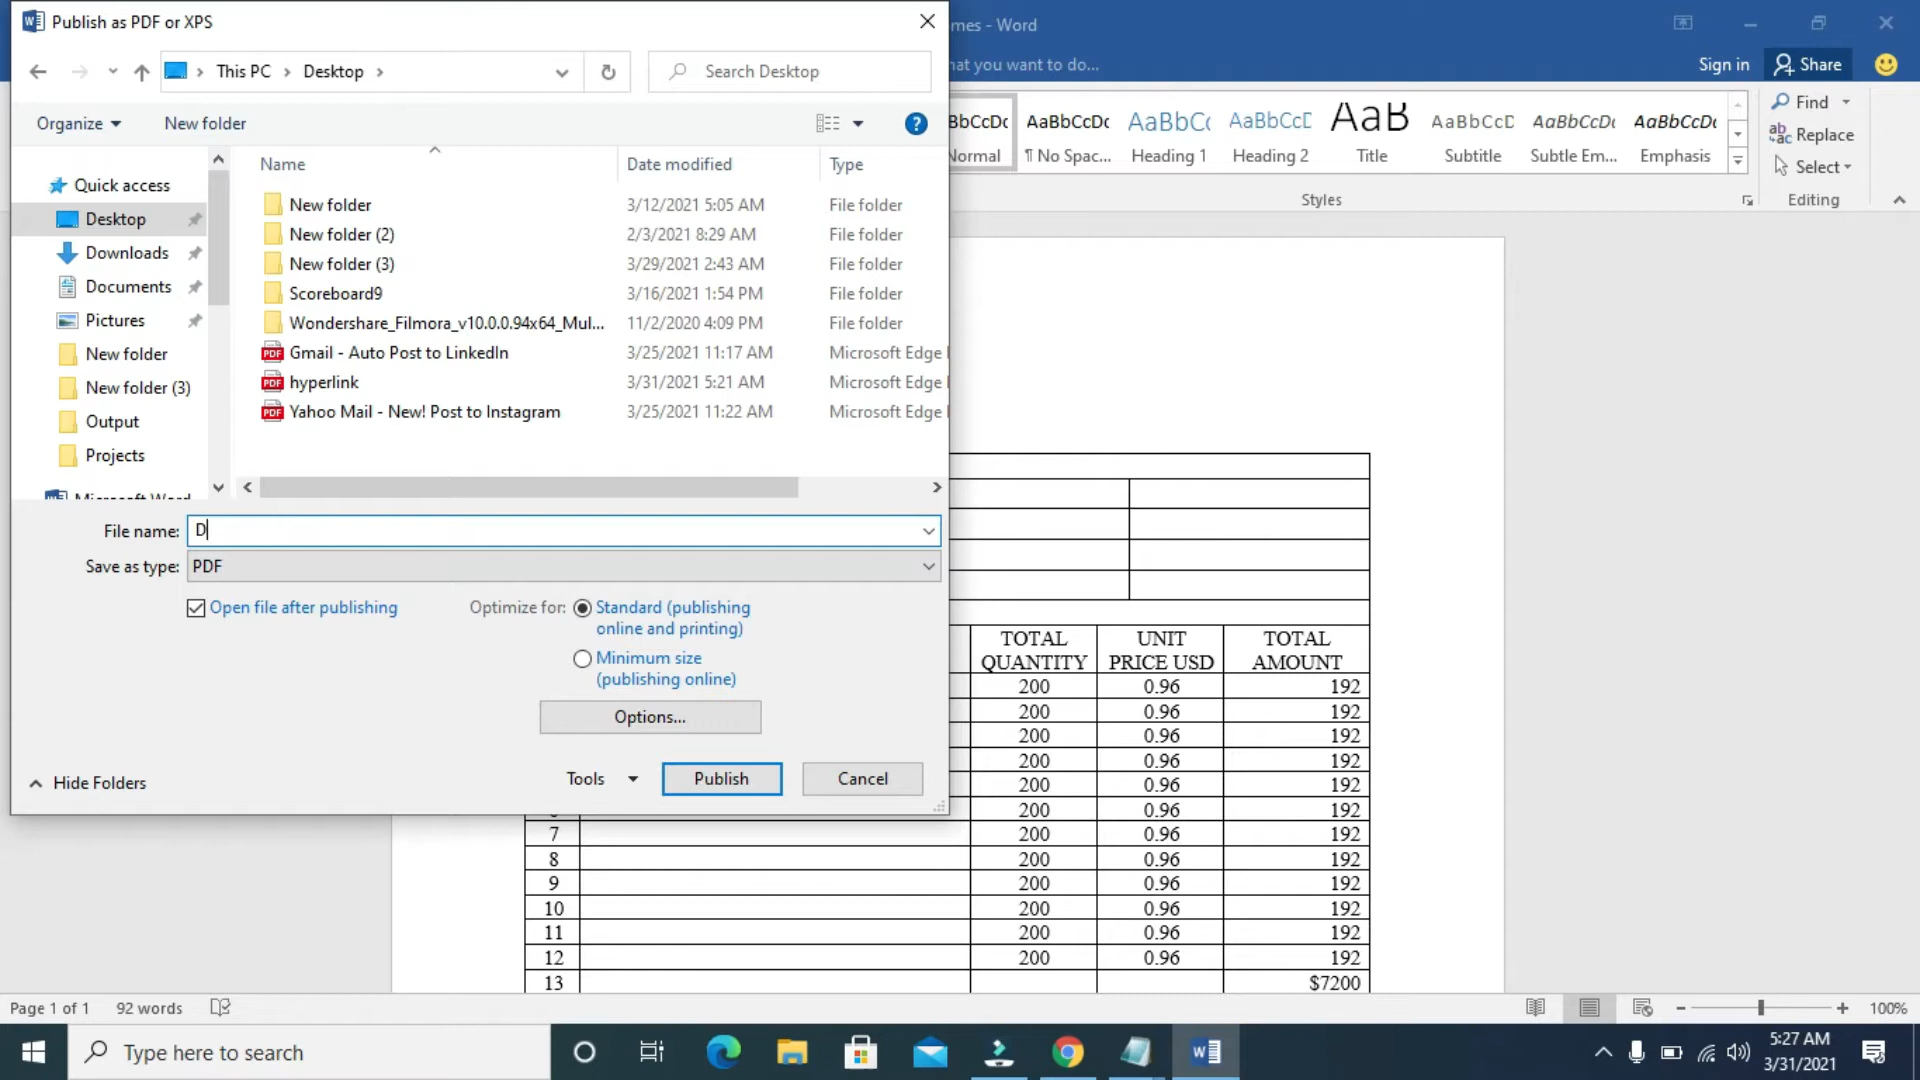 Publish as PDF or XPS
mes - Word
This PC
Desktop
Search Desktop
hat you want to do...
Sign in
Share
Organize
New folder
Name
Date modified
Type
Quick access
Desktop
Downloads
Documents
Pictures
New folder
New folder (3)
Output
Projects
Microsoft Word
New folder 3/12/2021 5:05 AM File folder
New folder (2) 2/3/2021 8:29 AM File folder
New folder (3) 3/29/2021 2:43 AM File folder
Scoreboard9 3/16/2021 1:54 PM File folder
Wondershare_Filmora_v10.0.0.94x64_Mul... 11/2/2020 4:09 PM File folder
Gmail - Auto Post to LinkedIn 3/25/2021 11:17 AM Microsoft Edge
hyperlink 3/31/2021 5:21 AM Microsoft Edge
Yahoo Mail - New! Post to Instagram 3/25/2021 11:22 AM Microsoft Edge
File name: D
Save as type: PDF
Open file after publishing
Optimize for:
Standard (publishing
online and printing)
Minimum size
(publishing online)
Options...
Hide Folders
Tools
Publish
Cancel
BbCcDc AaBbCcDc AaBbCc AaBbCcD AaB AaBbCcD AaBbCcDc AaBbCcDc
Normal ¶ No Spac... Heading 1 Heading 2 Title Subtitle Subtle Em... Emphasis
Styles
Find
Replace
Select
Editing
TOTAL QUANTITY
UNIT PRICE USD
TOTAL AMOUNT
200 0.96 192
200 0.96 192
200 0.96 192
200 0.96 192
200 0.96 192
200 0.96 192
7 200 0.96 192
8 200 0.96 192
9 200 0.96 192
10 200 0.96 192
11 200 0.96 192
12 200 0.96 192
13 $7200
Page 1 of 1
92 words
100%
Type here to search
5:27 AM
3/31/2021